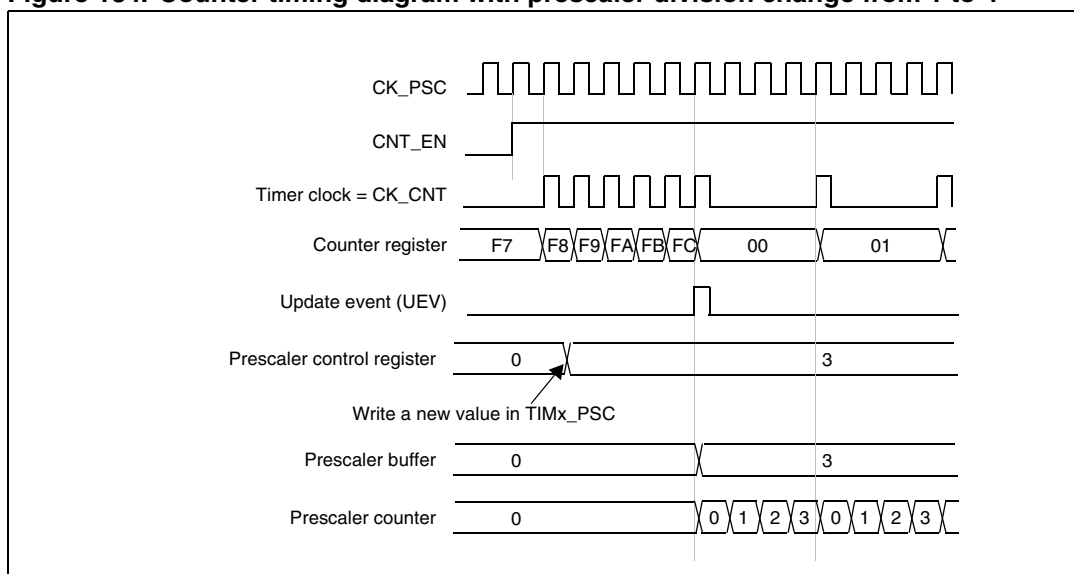 CK_PSC
CNT_EN
Timer clock = CK_CNT
Counter register F7 F8 F9 FA FB FC 00 01
Update event (UEV)
Prescaler control register 0 3
Write a new value in TIMx_PSC
Prescaler buffer 0 3
Prescaler counter 0 0 1 2 3 0 1 2 3